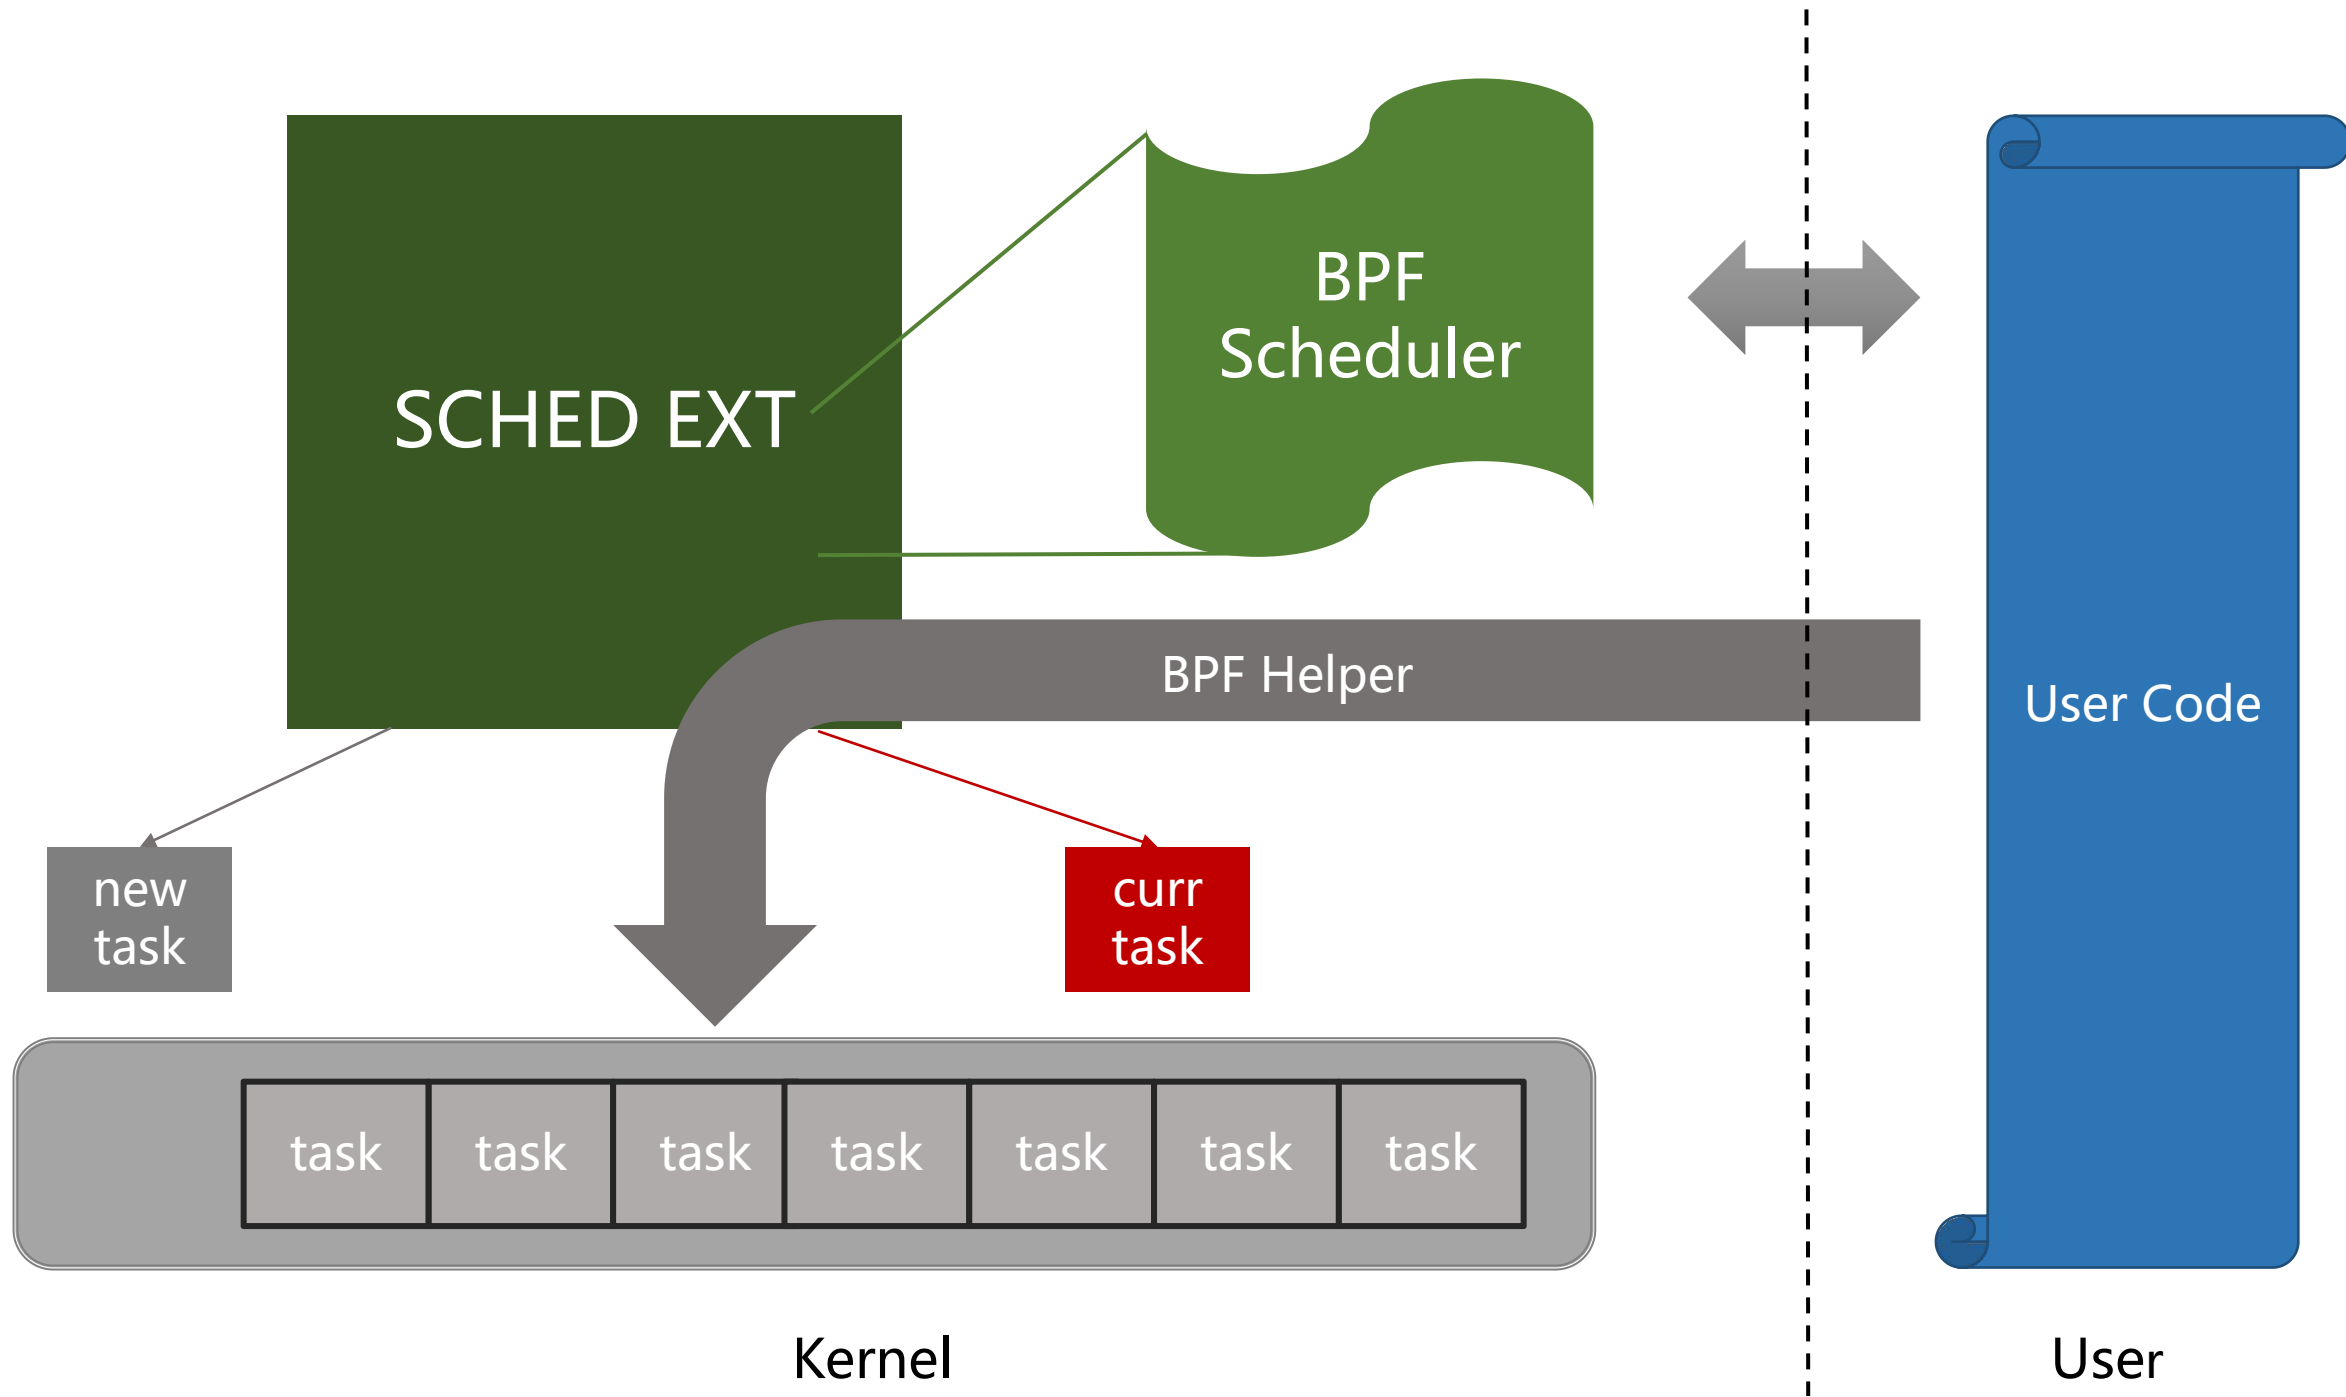 BPF
Scheduler
SCHED EXT
BPF Helper
User Code
new
task
curr
task
task
task
task
task
task
task
task
Kernel
User